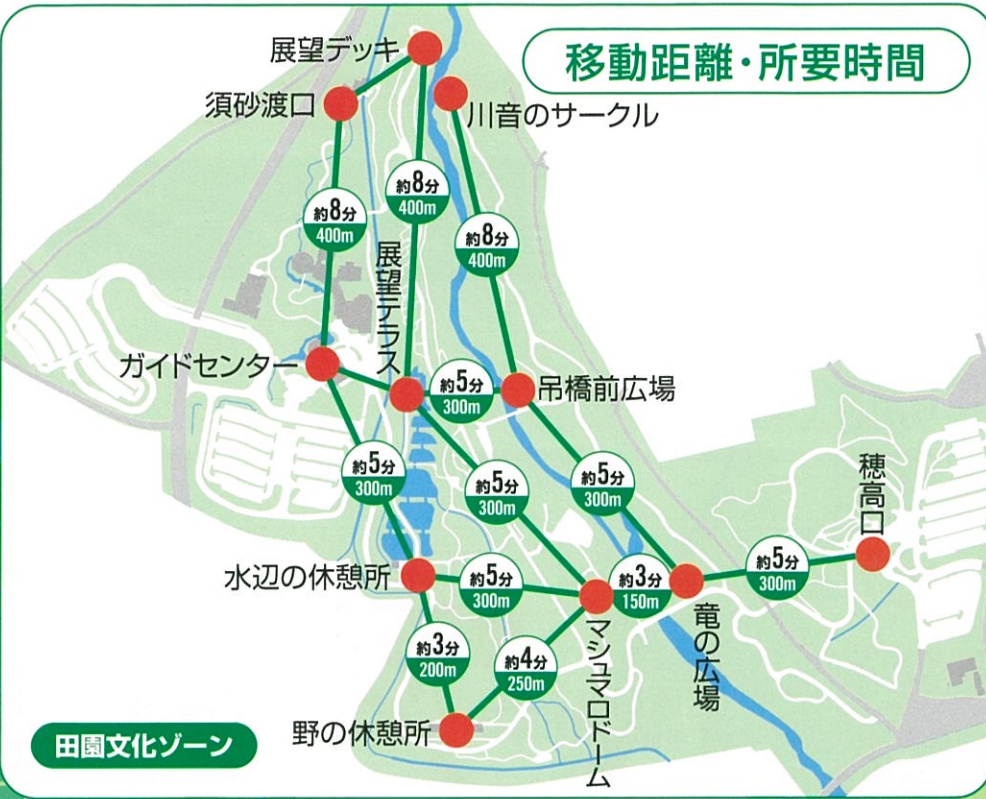 移動距離・所要時間
展望デッキ
須砂渡口
川音のサークル
約8分
400m
約8分
400m
約8分
400m
展望テラス
ガイドセンター
約5分
300m
吊橋前広場
約5分
300m
約5分
300m
約5分
300m
穂高口
水辺の休憩所
約5分
300m
約3分
150m
約5分
300m
竜の広場
マシュマロドーム
約3分
200m
約4分
250m
野の休憩所
田園文化ゾーン